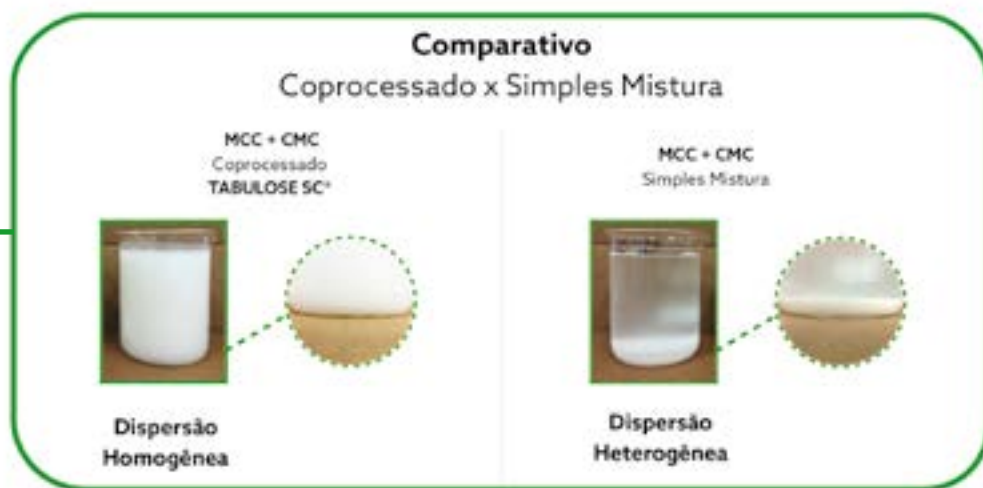 Comparativo
Coprocessado x Simples Mistura
MCC + CMC
Coprocessado
TABULOSE SC®
MCC + CMC
Simples Mistura
Dispersão
Homogênea
Dispersão
Heterogênea